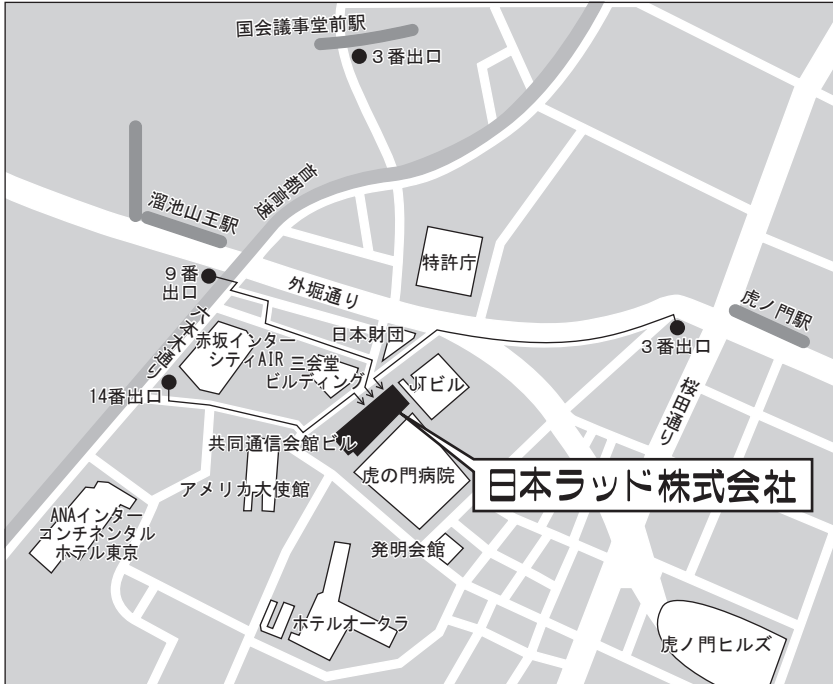 国会議事堂前駅
3番出口
首都高速
溜池山王駅
9番
出口
外堀通り
特許庁
虎ノ門駅
3番出口
桜田通り
六本木通り
赤坂インター
シティAIR
日本財団
三会堂
ビルディング
JTビル
14番出口
共同通信会館ビル
アメリカ大使館
虎の門病院
日本ラッド株式会社
ANAインター
コンチネンタル
ホテル東京
発明会館
ホテルオークラ
虎ノ門ヒルズ